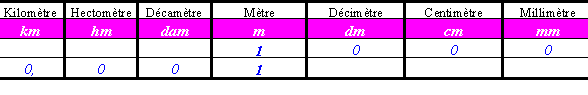 Kilomètre Hectomètre Décamètre Mètre Décimètre Centimètre Millimètre
km hm dam m dm cm mm
1 0 0 0
0, 0 0 1